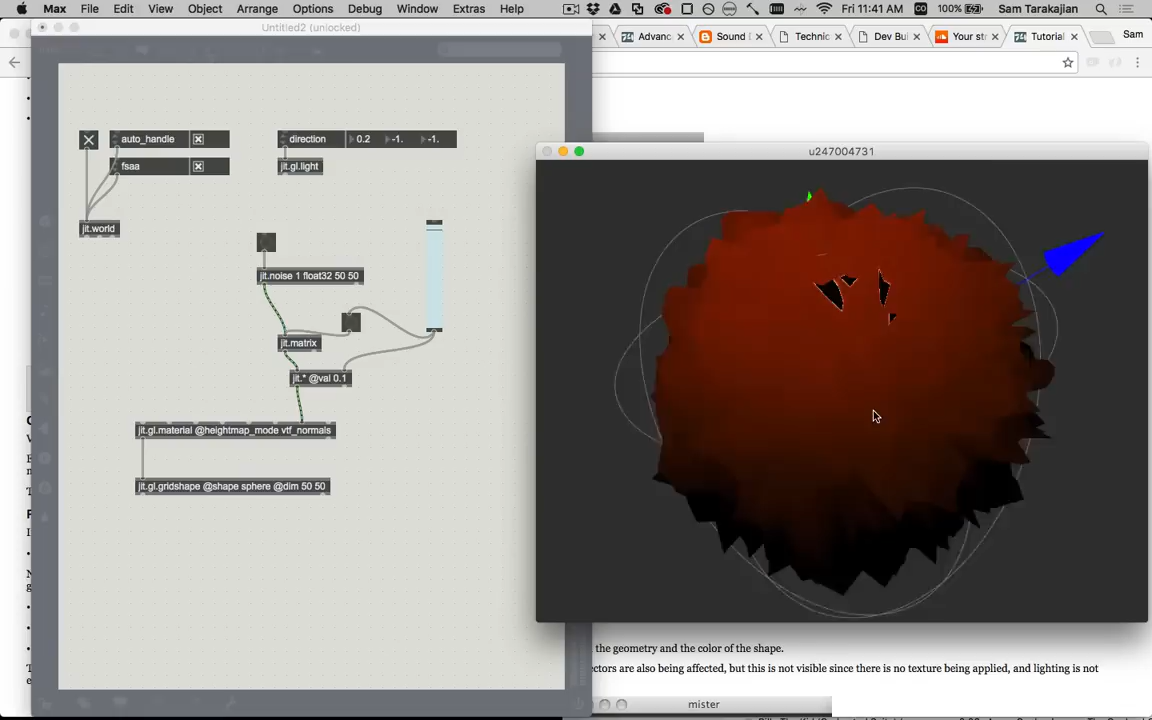 Max File Edit View Object Arrange Options Debug Window Extras Help 100% Fri 11:41 AM Sam Tarakajian
Untitled2 (unlocked)
Advanc
Sound
Technic
Dev Bui
Your str
Tutorial
Sam
auto_handle
direction 0.2 -1. -1.
fsaa
jit.gl.light
u247004731
jit.world
jit.noise 1 float32 50 50
jit.matrix
jit.* @val 0.1
jit.gl.material @heightmap_mode vtf_normals
jit.gl.gridshape @shape sphere @dim 50 50
the geometry and the color of the shape.
ectors are also being affected, but this is not visible since there is no texture being applied, and lighting is not
mister